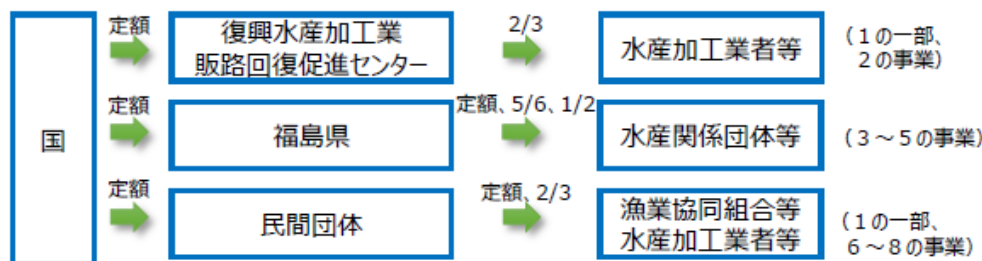 国
定額
復興水産加工業
販路回復促進センター
2/3
水産加工業者等
(1の一部、
2の事業)
定額
福島県
定額、5/6、1/2
水産関係団体等
(3~5の事業)
定額
民間団体
定額、2/3
漁業協同組合等
水産加工業者等
(1の一部、
6~8の事業)